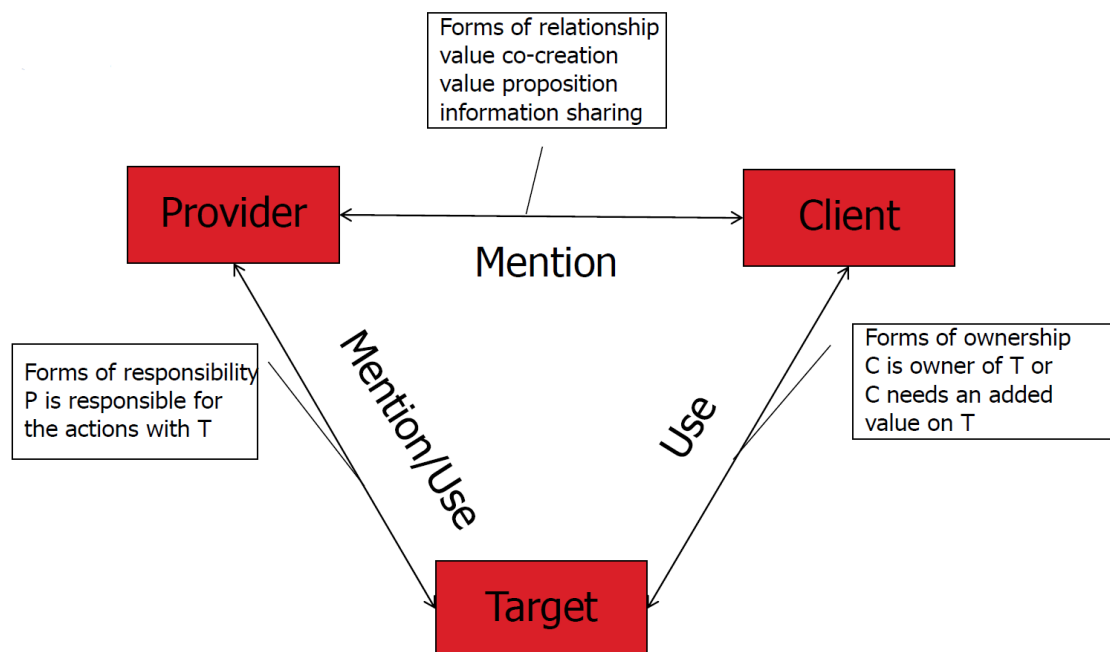 Forms of relationship
value co-creation
value proposition
information sharing
Provider
Client
Mention
Forms of responsibility
P is responsible for
the actions with T
Mention/Use
Use
Forms of ownership
C is owner of T or
C needs an added
value on T
Target